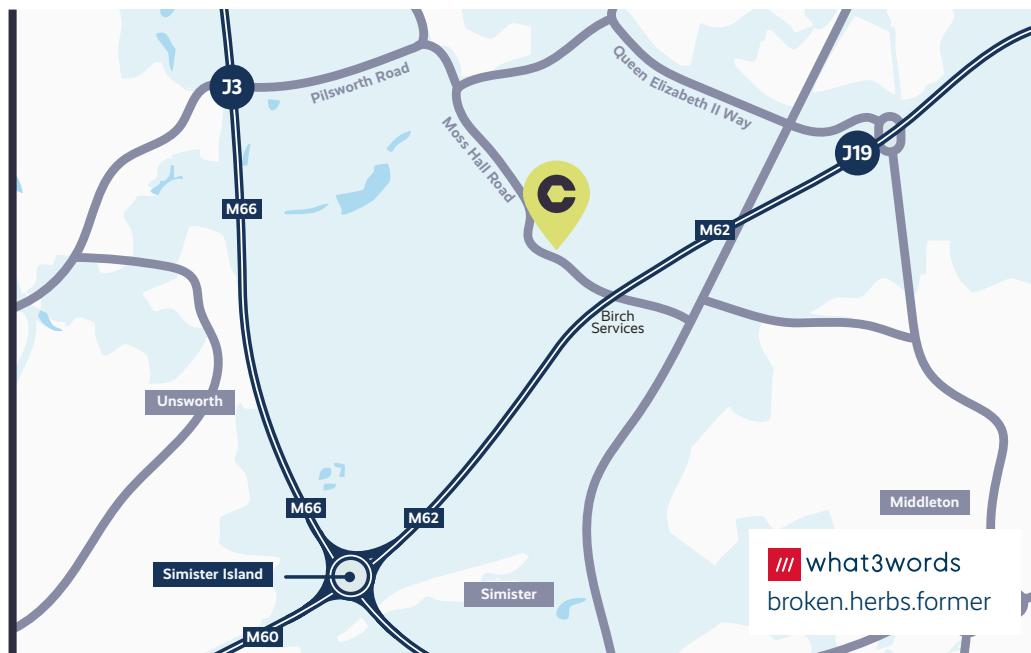 J3
Pilsworth Road
Queen Elizabeth II Way
Moss Hall Road
J19
M66
M62
Birch
Services
Unsworth
M66
M62
Middleton
Simister Island
Simister
M60
/// what3words
broken.herbs.former